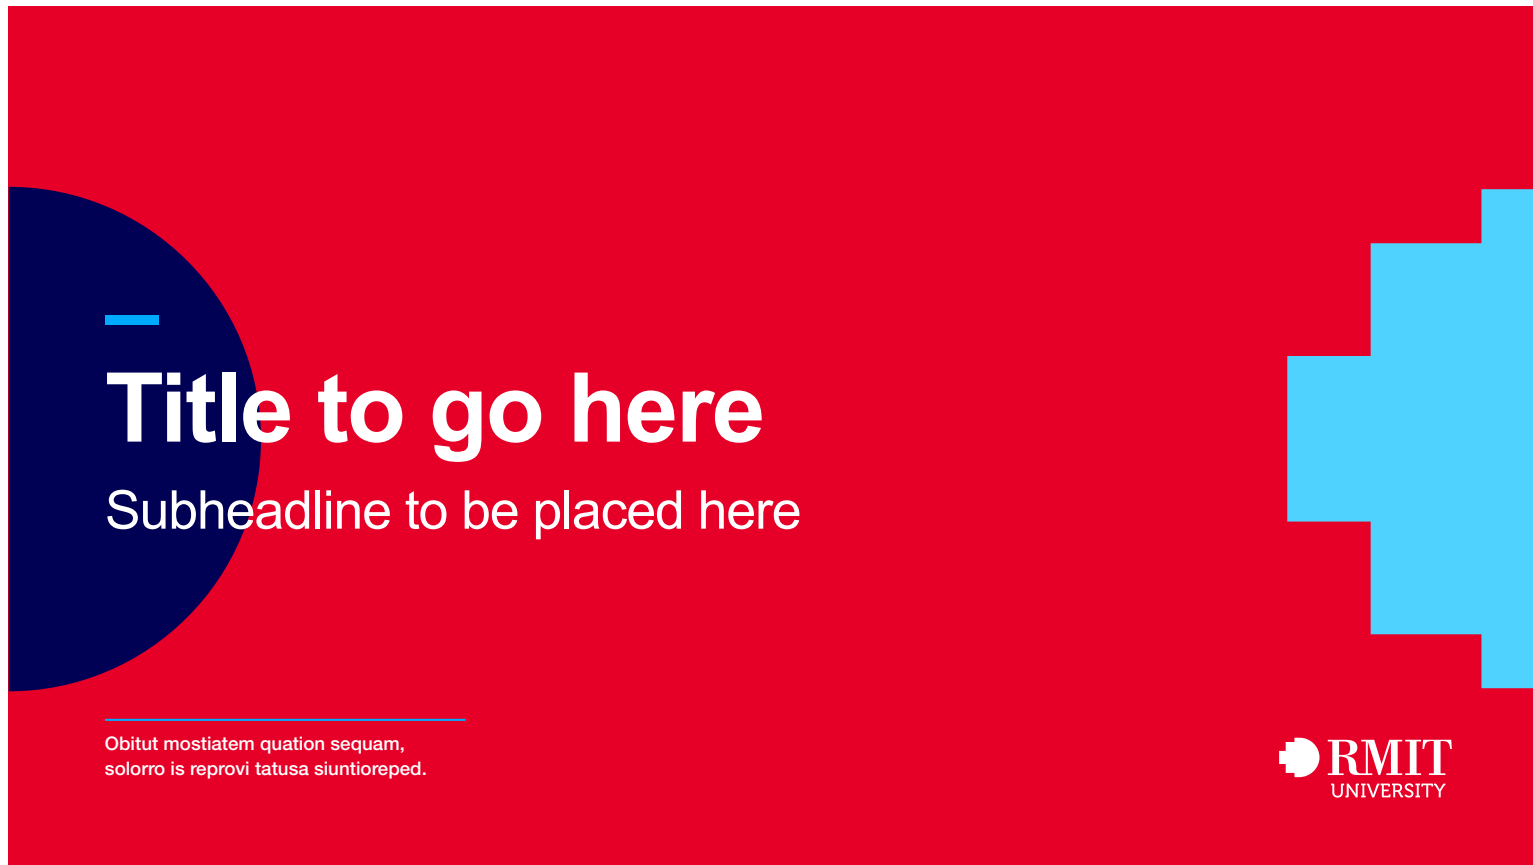 Title to go here
Subheadline to be placed here
Obitut mostiatem quation sequam,
solorro is reprovi tatusa siuntioreped.
RMIT
UNIVERSITY